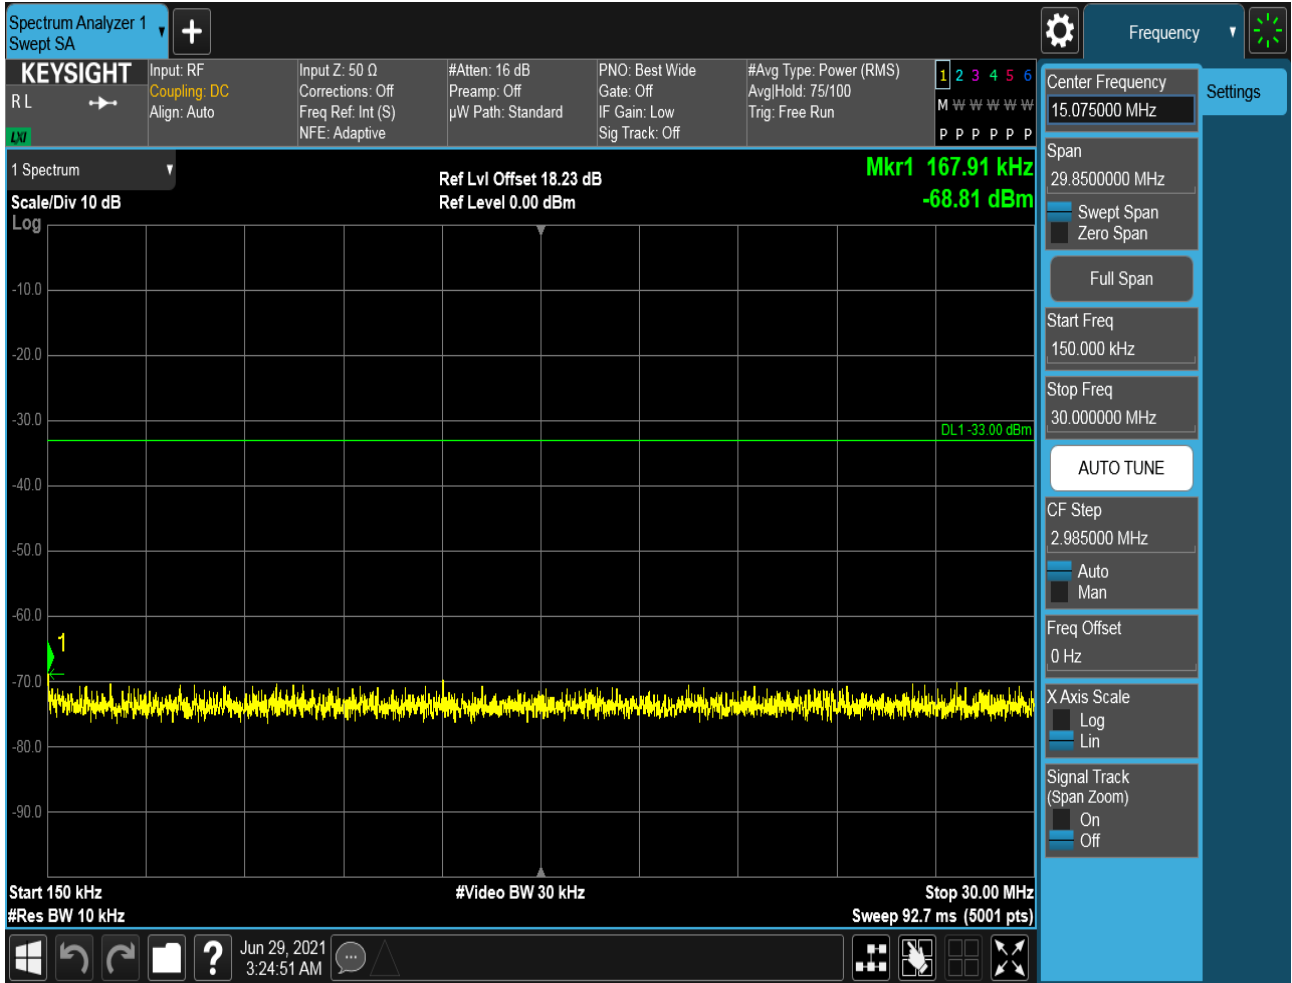 Spectrum Analyzer 1
Swept SA
Frequency
KEYSIGHT
R L
LXI
Input: RF
Coupling: DC
Align: Auto
Input Z: 50 Ω
Corrections: Off
Freq Ref: Int (S)
NFE: Adaptive
#Atten: 16 dB
Preamp: Off
µW Path: Standard
PNO: Best Wide
Gate: Off
IF Gain: Low
Sig Track: Off
#Avg Type: Power (RMS)
Avg|Hold: 75/100
Trig: Free Run
1 2 3 4 5 6
M W W W W W
P P P P P P
1 Spectrum
Scale/Div 10 dB
Log
Ref Lvl Offset 18.23 dB
Ref Level 0.00 dBm
Mkr1 167.91 kHz
-68.81 dBm
-10.0
-20.0
-30.0
DL1 -33.00 dBm
-40.0
-50.0
-60.0
1
-70.0
-80.0
-90.0
Start 150 kHz
#Video BW 30 kHz
Stop 30.00 MHz
#Res BW 10 kHz
Sweep 92.7 ms (5001 pts)
Jun 29, 2021
3:24:51 AM
Center Frequency
15.075000 MHz
Settings
Span
29.8500000 MHz
Swept Span
Zero Span
Full Span
Start Freq
150.000 kHz
Stop Freq
30.000000 MHz
AUTO TUNE
CF Step
2.985000 MHz
Auto
Man
Freq Offset
0 Hz
X Axis Scale
Log
Lin
Signal Track
(Span Zoom)
On
Off